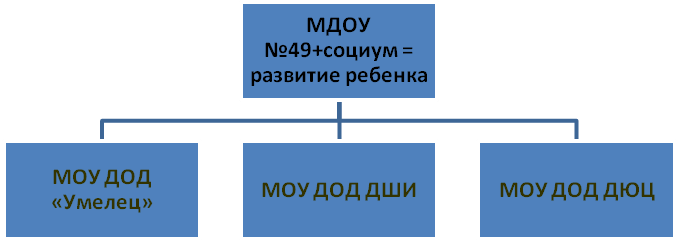 МДОУ
№49+социум =
развитие ребенка
МОУ ДОД
«Умелец»
МОУ ДОД ДШИ
МОУ ДОД ДЮЦ